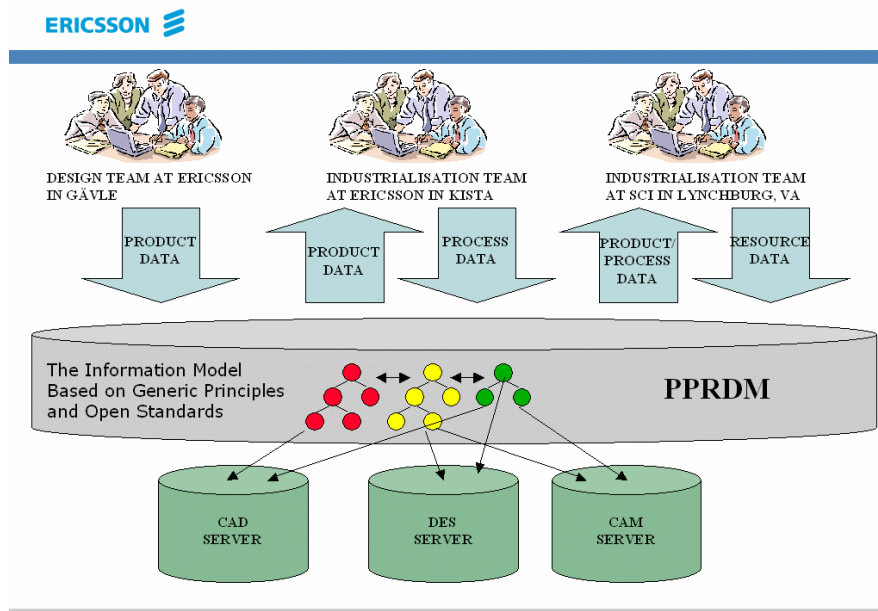 ERICSSON
DESIGN TEAM AT ERICSSON
IN GÄVLE
INDUSTRIALISATION TEAM
AT ERICSSON IN KISTA
INDUSTRIALISATION TEAM
AT SCI IN LYNCHBURG, VA
PRODUCT
DATA
PRODUCT
DATA
PROCESS
DATA
PRODUCT/
PROCESS
DATA
RESOURCE
DATA
The Information Model
Based on Generic Principles
and Open Standards
PPRDM
CAD
SERVER
DES
SERVER
CAM
SERVER